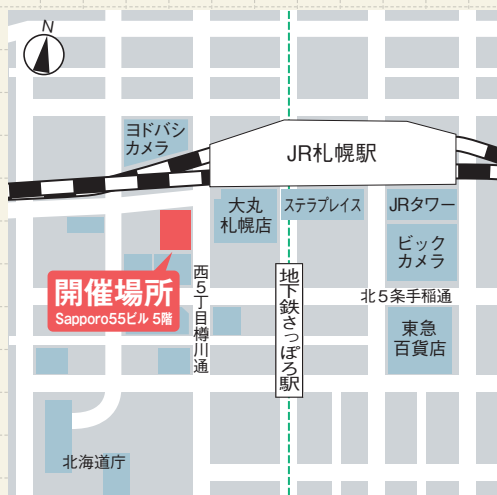 N
ヨドバシ
カメラ
JR札幌駅
大丸
札幌店
ステラプレイス
JRタワー
ビック
カメラ
開催場所
Sapporo55ビル 5階
西5丁目樽川通
地下鉄さっぽろ駅
北5条手稲通
東急
百貨店
北海道庁